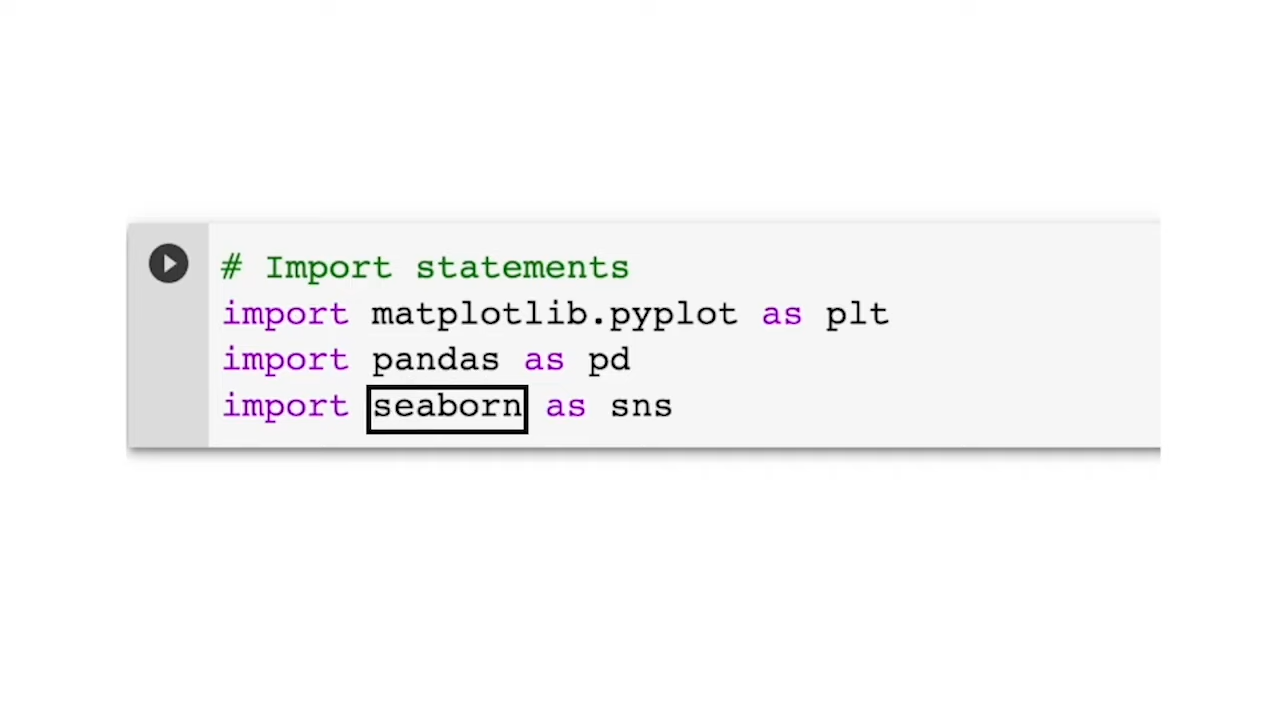 # Import statements
import matplotlib.pyplot as plt
import pandas as pd
import seaborn as sns